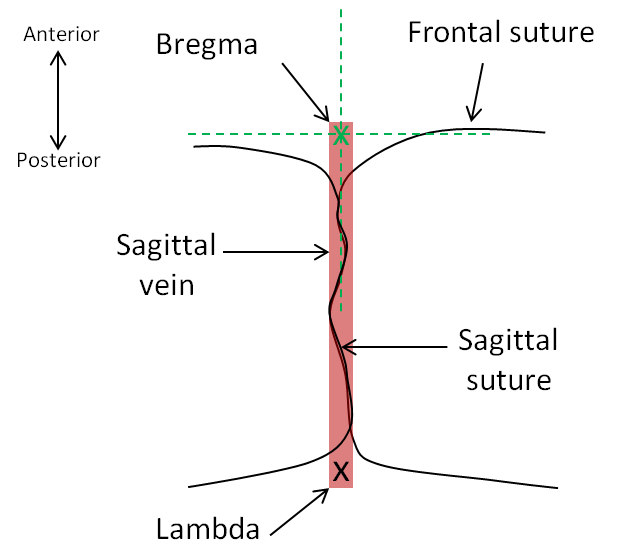 Anterior
Posterior
Bregma
Frontal suture
X
Sagittal
vein
Sagittal
suture
X
Lambda